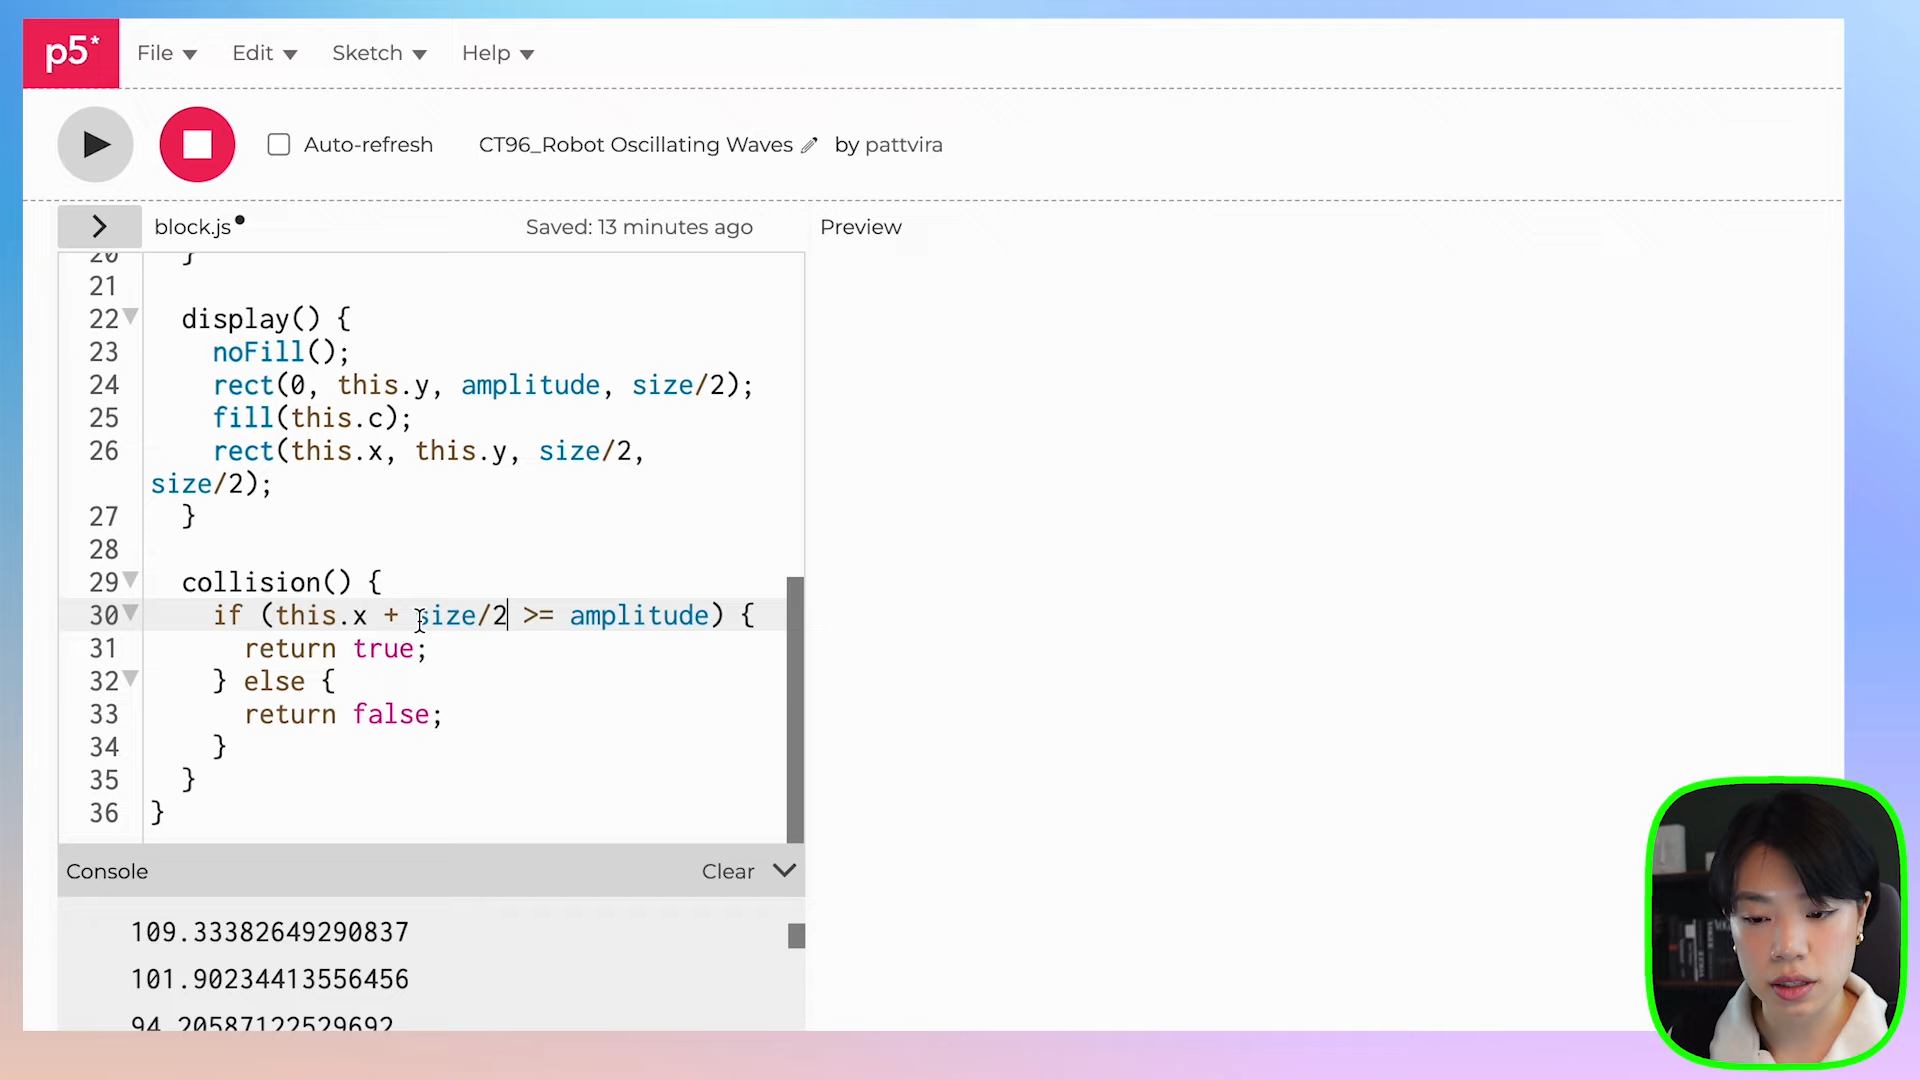 p5*
File Edit Sketch Help
Auto-refresh CT96_Robot Oscillating Waves by pattvira
block.js Saved: 13 minutes ago Preview
20 }
21
22 display() {
23 noFill();
24 rect(0, this.y, amplitude, size/2);
25 fill(this.c);
26 rect(this.x, this.y, size/2,
size/2);
27 }
28
29 collision() {
30 if (this.x + size/2 >= amplitude) {
31 return true;
32 } else {
33 return false;
34 }
35 }
36 }
Console Clear
109.33382649290837
101.90234413556456
94.20587122529692